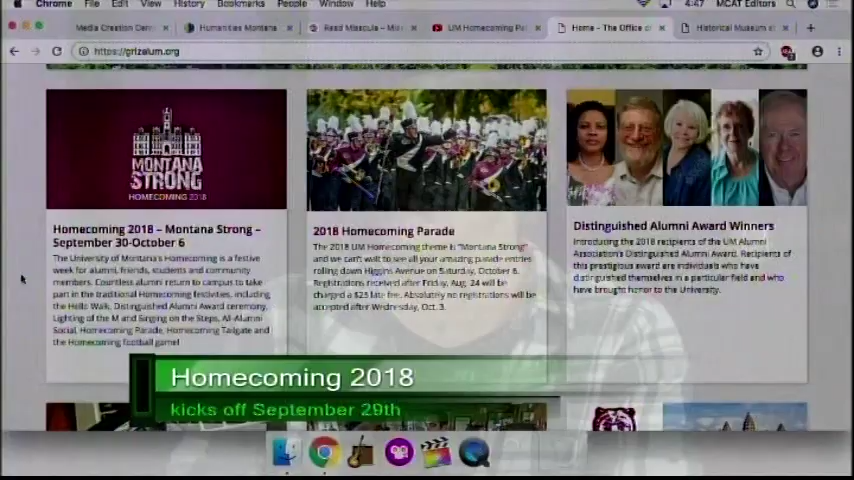 Chrome File Edit View History Bookmarks People Window Help 4:47 MCAT Editors
Media Creation Cen Humanities Montana Read Missoula – Mi UM Homecoming Pa Home - The Office o Historical Museum
https://grizalum.org
MONTANA
STRONG
HOMECOMING 2018
Homecoming 2018 – Montana Strong –
September 30-October 6
The University of Montana's Homecoming is a festive
week for alumni, friends, students and community
members. Countless alumni return to campus to take
part in the traditional Homecoming festivities, including
the Hello Walk, Distinguished Alumni Award ceremony,
Lighting of the M and Singing on the Steps, All-Alumni
Social, Homecoming Parade, Homecoming Tailgate and
the Homecoming football game!
2018 Homecoming Parade
The 2018 UM Homecoming theme is "Montana Strong"
and we can't wait to see all your amazing parade entries
rolling down Higgins Avenue on Saturday, October 6.
Registrations received after Friday, Aug. 24 will be
charged a $25 late fee. Absolutely no registrations will be
accepted after Wednesday, Oct. 3.
Distinguished Alumni Award Winners
Introducing the 2018 recipients of the UM Alumni
Association's Distinguished Alumni Award. Recipients of
this prestigious award are individuals who have
distinguished themselves in a particular field and who
have brought honor to the University.
Homecoming 2018
kicks off September 29th